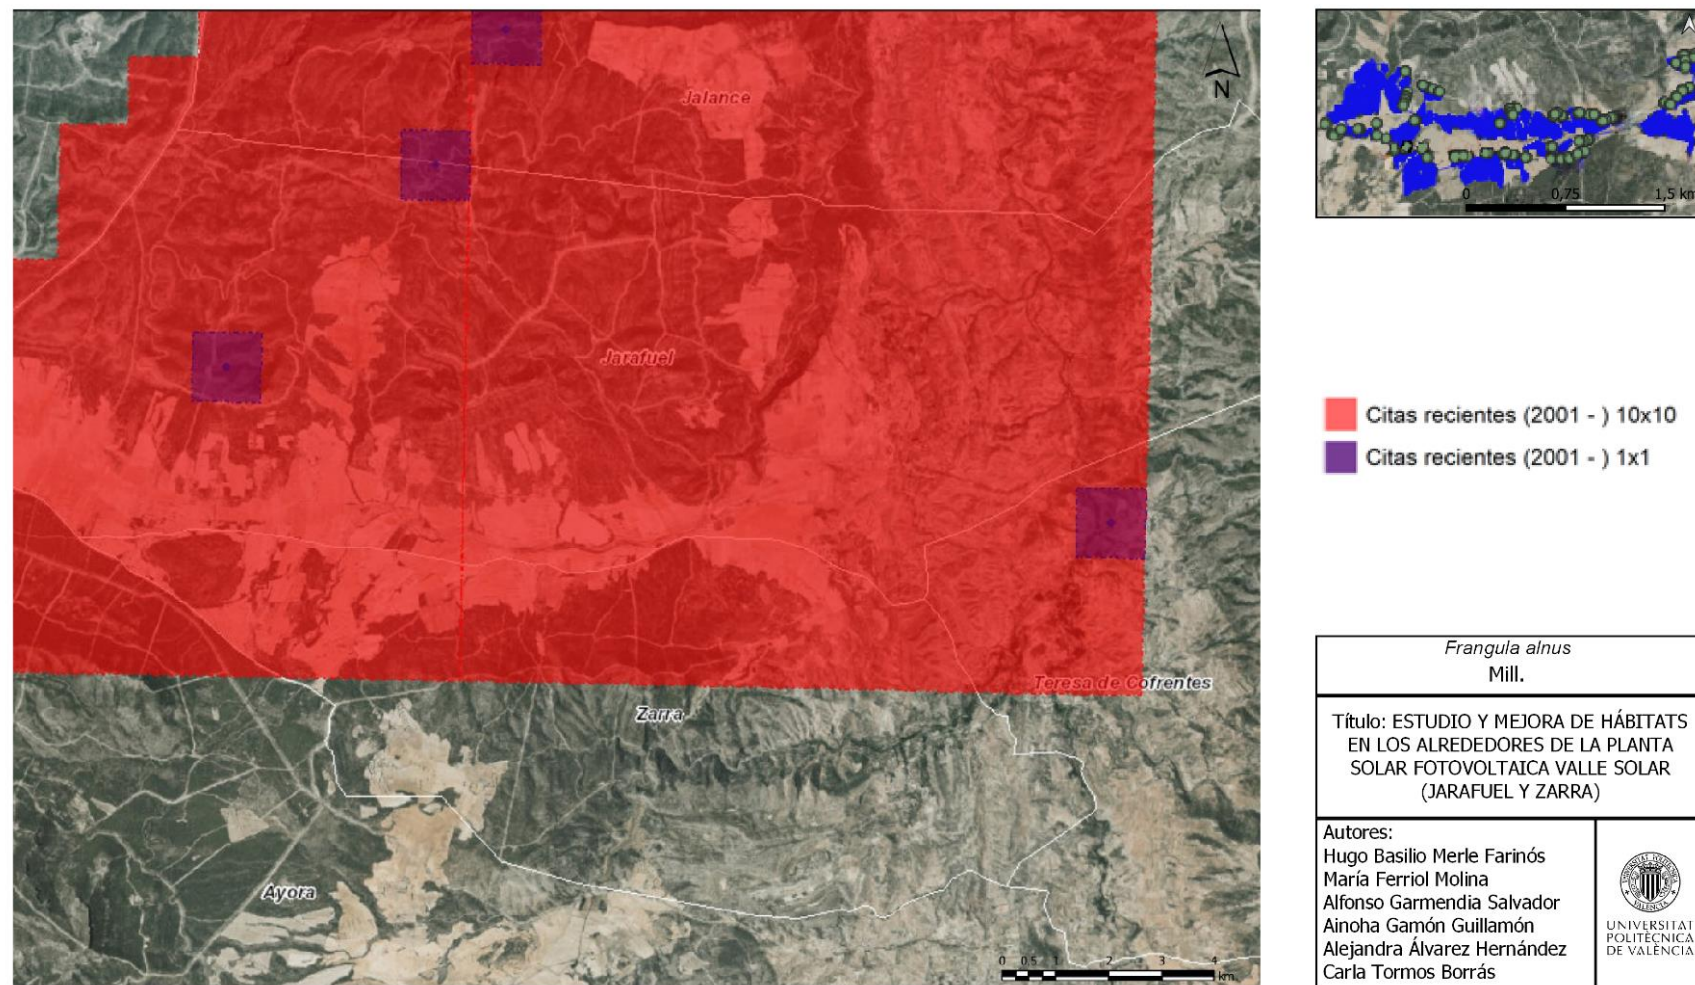 N
Jalance
Jarafuel
Teresa de Cofrentes
Zarra
Ayora
0 0.5 1 2 3 4
km
0 0,75 1,5 km
Citas recientes (2001 - ) 10x10
Citas recientes (2001 - ) 1x1
Frangula alnus
Mill.
Título: ESTUDIO Y MEJORA DE HÁBITATS
EN LOS ALREDEDORES DE LA PLANTA
SOLAR FOTOVOLTAICA VALLE SOLAR
(JARAFUEL Y ZARRA)
Autores:
Hugo Basilio Merle Farinós
María Ferriol Molina
Alfonso Garmendia Salvador
Ainoha Gamón Guillamón
Alejandra Álvarez Hernández
Carla Tormos Borrás
UNIVERSITAT
POLITÈCNICA
DE VALÈNCIA